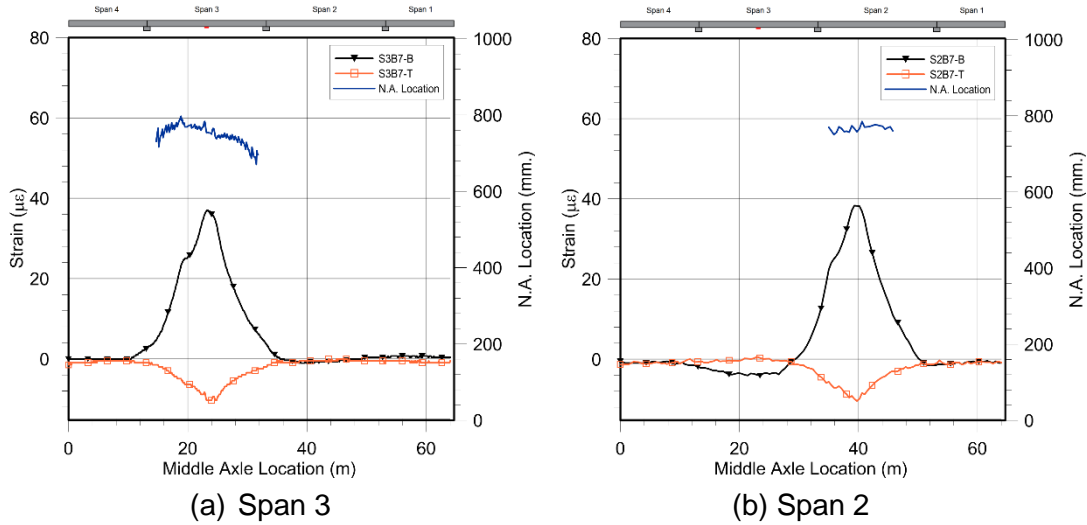 Span 4 Span 3 Span 2 Span 1
80
60
40
20
0
Strain (με)
1000
800
600
400
200
0
N.A. Location (mm.)
S3B7-B
S3B7-T
N.A. Location
0 20 40 60
Middle Axle Location (m)
(a) Span 3
Span 4 Span 3 Span 2 Span 1
80
60
40
20
0
Strain (με)
1000
800
600
400
200
0
N.A. Location (mm.)
S2B7-B
S2B7-T
N.A. Location
0 20 40 60
Middle Axle Location (m)
(b) Span 2